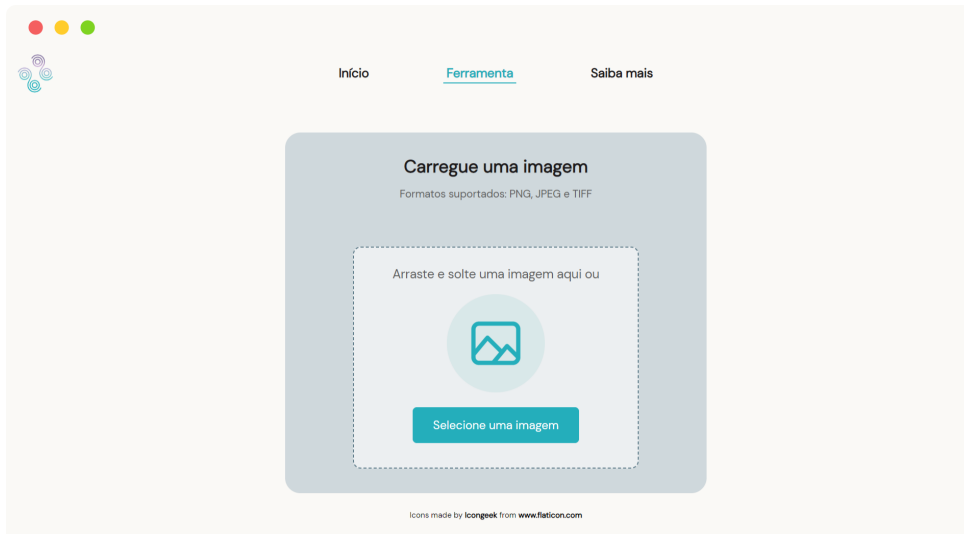 Início Ferramenta Saiba mais
Carregue uma imagem
Formatos suportados: PNG, JPEG e TIFF
Arraste e solte uma imagem aqui ou
Selecione uma imagem
Icons made by Icongeek from www.flaticon.com